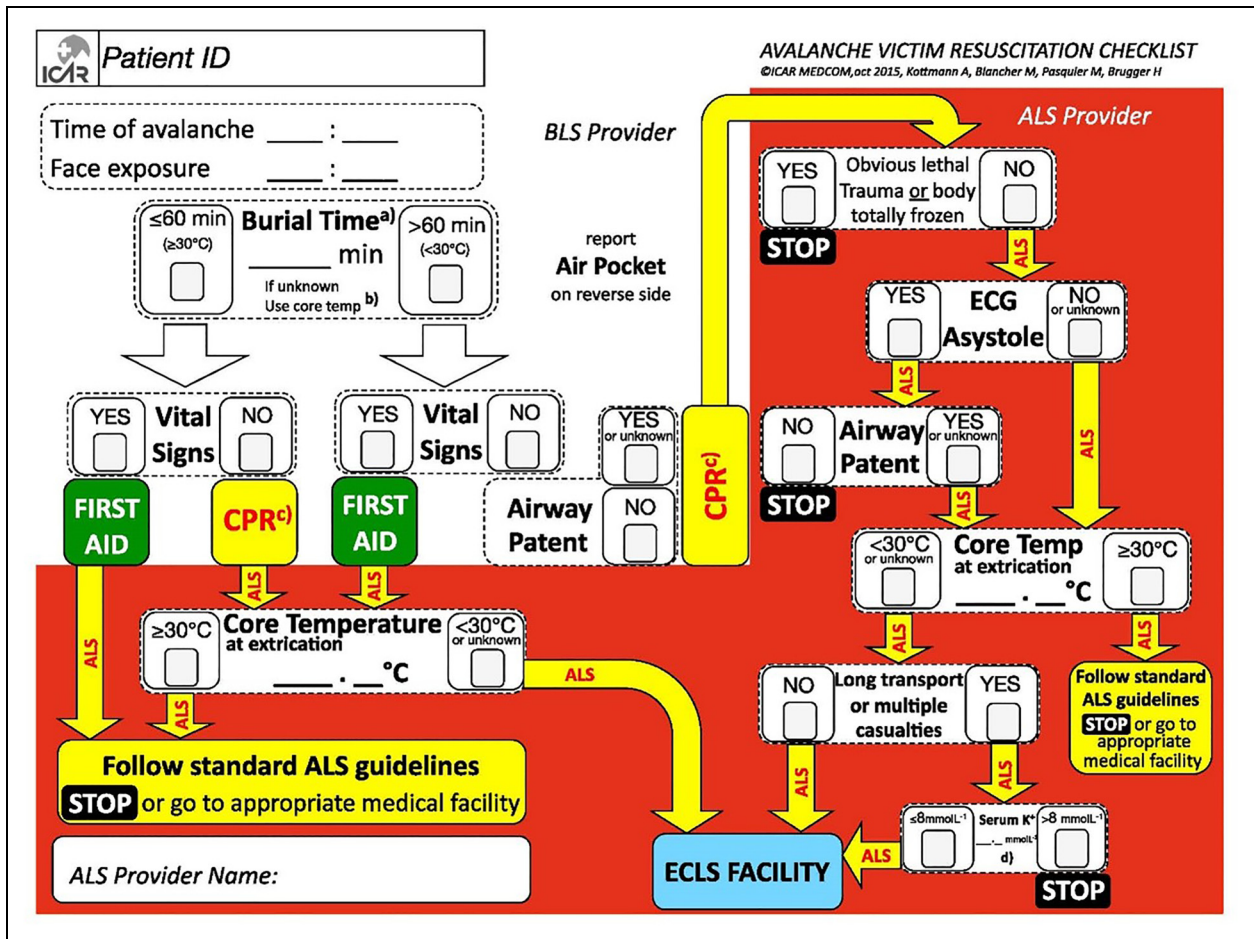 ICAR
Patient ID
AVALANCHE VICTIM RESUSCITATION CHECKLIST
©ICAR MEDCOM,oct 2015, Kottmann A, Blancher M, Pasquier M, Brugger H
Time of avalanche ____ : ____
Face exposure ____ : ____
BLS Provider
ALS Provider
≤60 min
(≥30°C)
Burial Time a)
______ min
If unknown
Use core temp b)
>60 min
(<30°C)
report
Air Pocket
on reverse side
YES
Obvious lethal
Trauma or body
totally frozen
NO
STOP
ALS
YES
ECG
Asystole
NO
or unknown
ALS
ALS
YES
Vital
Signs
NO
YES
Vital
Signs
NO
YES
or unknown
Airway
Patent
NO
CPR c)
NO
Airway
Patent
YES
or unknown
STOP
ALS
FIRST
AID
CPR c)
FIRST
AID
ALS
ALS
ALS
<30°C
or unknown
Core Temp
at extrication
____ . __°C
≥30°C
ALS
ALS
≥30°C
Core Temperature
at extrication
____ . __°C
<30°C
or unknown
ALS
ALS
NO
Long transport
or multiple
casualties
YES
Follow standard
ALS guidelines
STOP or go to
appropriate
medical facility
ALS
ALS
Follow standard ALS guidelines
STOP or go to appropriate medical facility
≤8mmolL-1
Serum K+
__._ mmolL-1
d)
>8 mmolL-1
ALS
STOP
ECLS FACILITY
ALS Provider Name: